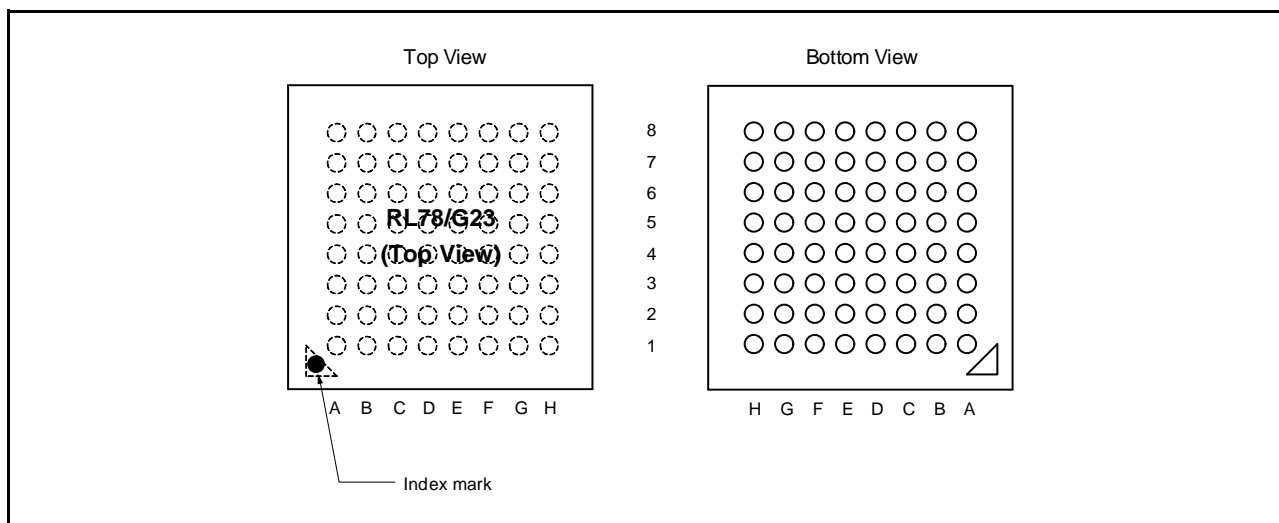 Top View
Bottom View
8
7
6
5
4
3
2
1
RL78/G23
(Top View)
A B C D E F G H
H G F E D C B A
Index mark